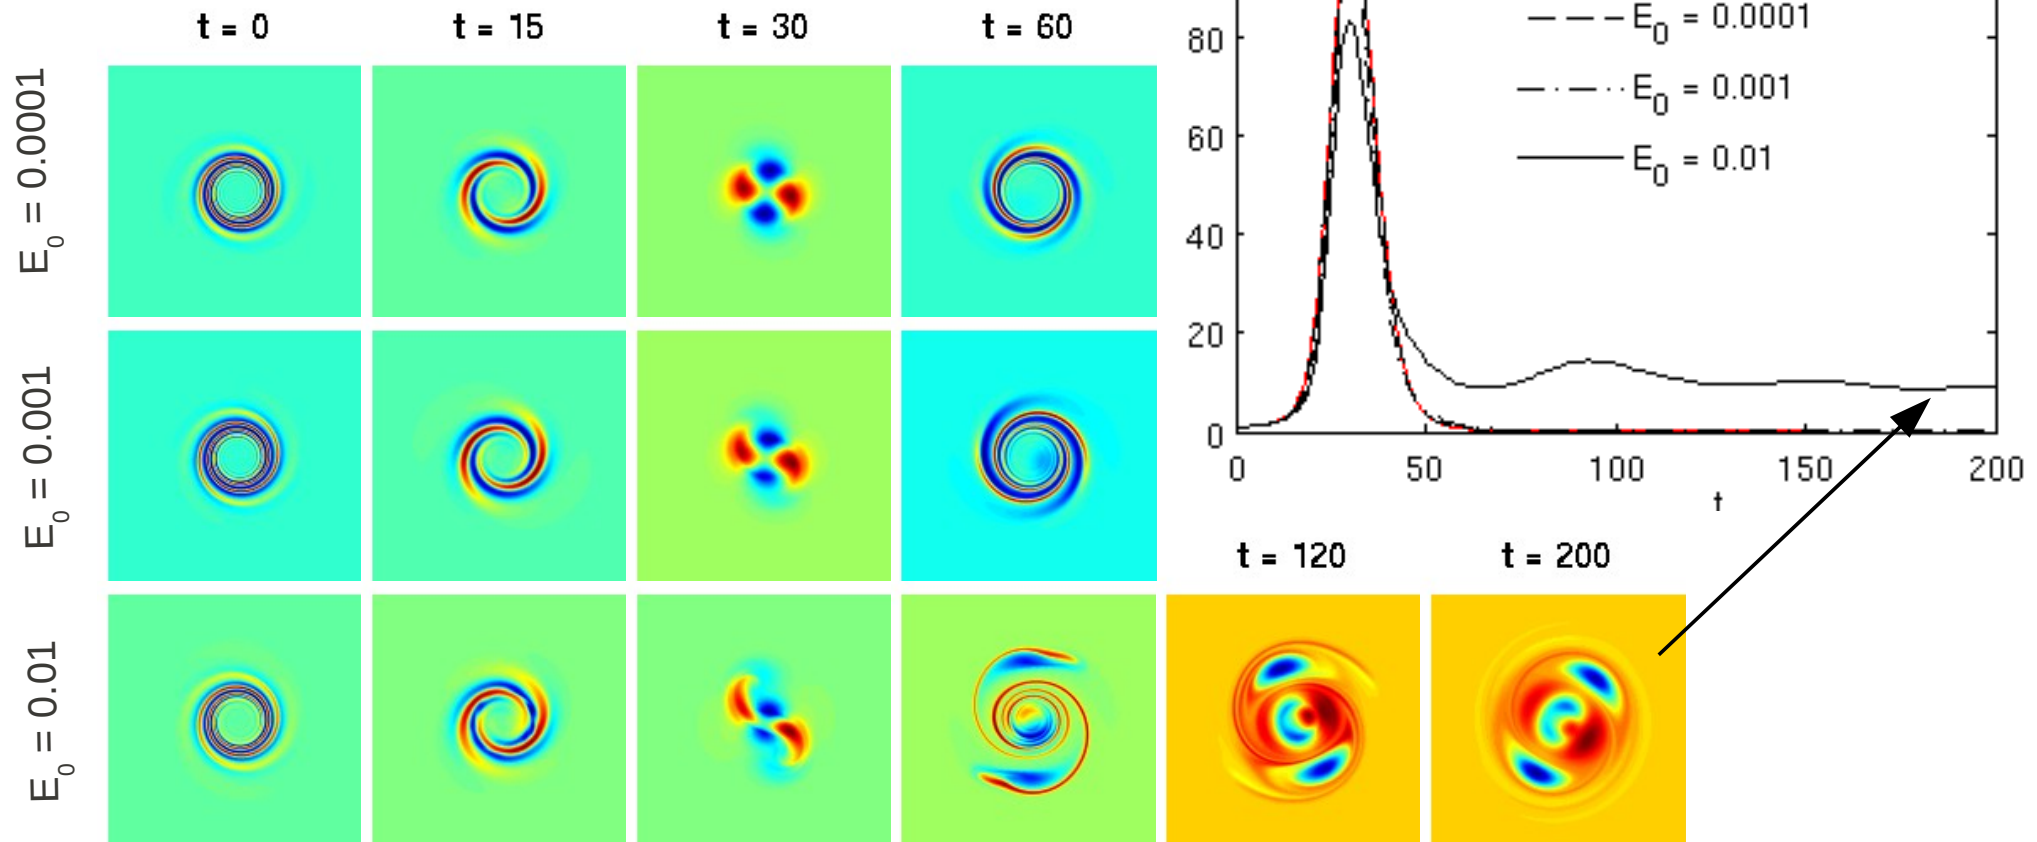 t = 0 t = 15 t = 30 t = 60
E₀ = 0.0001
E₀ = 0.001
E₀ = 0.01
80
60
40
20
0
E₀ = 0.0001
E₀ = 0.001
E₀ = 0.01
0 50 100 150 200
t
t = 120 t = 200